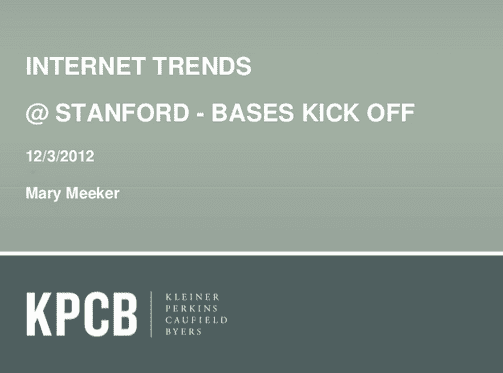 INTERNET TRENDS
@ STANFORD - BASES KICK OFF
12/3/2012
Mary Meeker
KPCB
KLEINER
PERKINS
CAUFIELD
BYERS